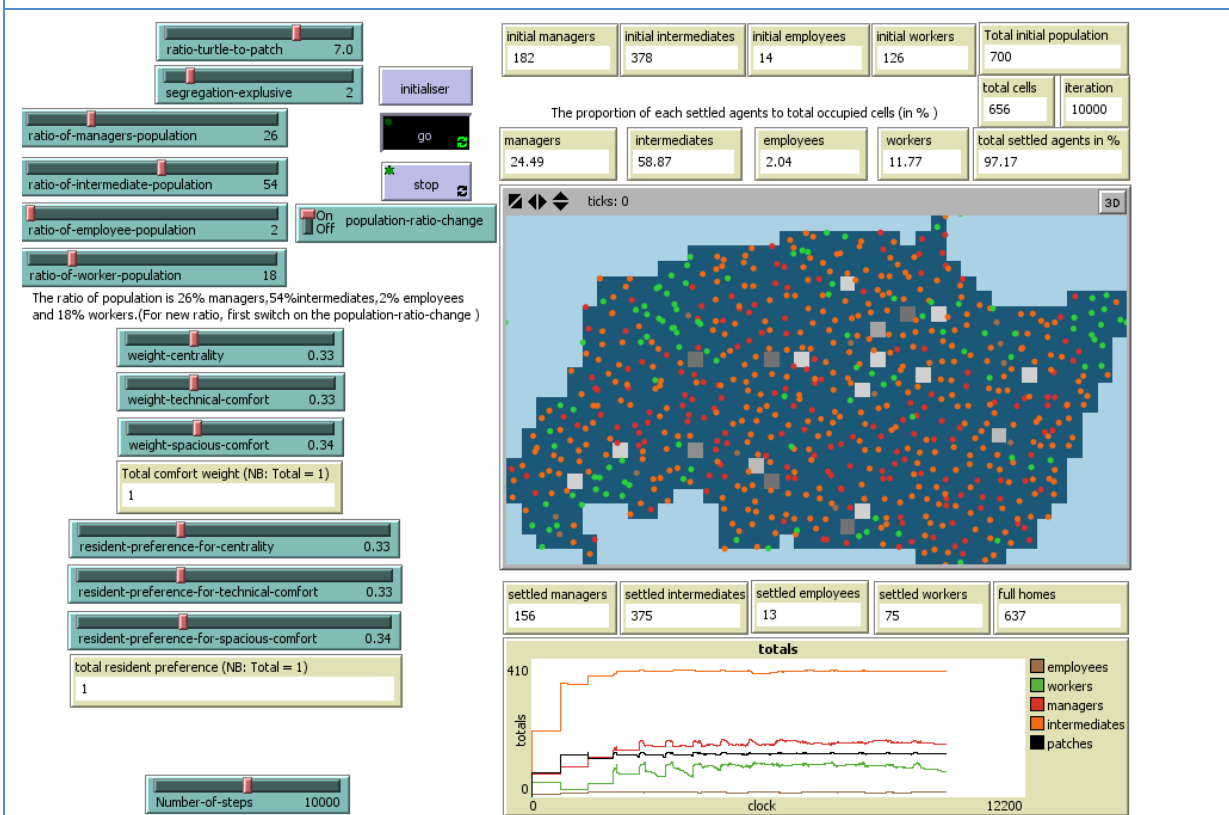 ratio-turtle-to-patch 7.0
segregation-explusive 2
initialiser
ratio-of-managers-population 26
go
ratio-of-intermediate-population 54
stop
ratio-of-employee-population 2
On
Off
population-ratio-change
ratio-of-worker-population 18
The ratio of population is 26% managers,54%intermediates,2% employees
and 18% workers.(For new ratio, first switch on the population-ratio-change )
weight-centrality 0.33
weight-technical-comfort 0.33
weight-spacious-comfort 0.34
Total comfort weight (NB: Total = 1)
1
resident-preference-for-centrality 0.33
resident-preference-for-technical-comfort 0.33
resident-preference-for-spacious-comfort 0.34
total resident preference (NB: Total = 1)
1
Number-of-steps 10000
initial managers
182
initial intermediates
378
initial employees
14
initial workers
126
Total initial population
700
total cells
656
iteration
10000
The proportion of each settled agents to total occupied cells (in % )
managers
24.49
intermediates
58.87
employees
2.04
workers
11.77
total settled agents in %
97.17
ticks: 0
3D
settled managers
156
settled intermediates
375
settled employees
13
settled workers
75
full homes
637
totals
410
totals
0
0
clock
12200
employees
workers
managers
intermediates
patches